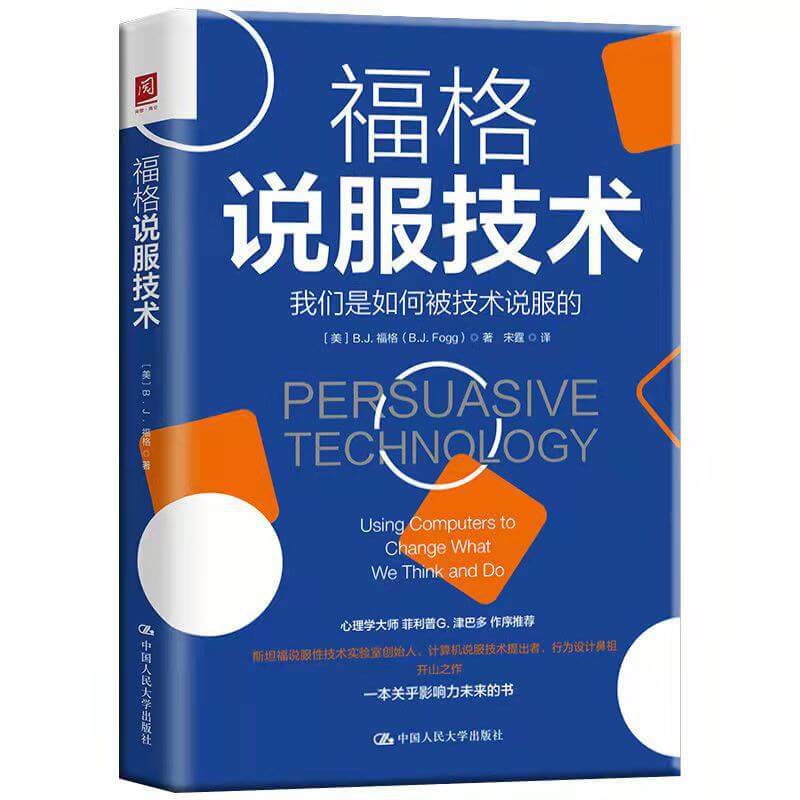 阅
福格说服技术
[美] B.J.福格◎著
中国人民大学出版社
福格
说服技术
我们是如何被技术说服的
[美] B.J. 福格（B.J. Fogg）◎ 著 宋霆 ◎ 译
PERSUASIVE
TECHNOLOGY
Using Computers to
Change What
We Think and Do
心理学大师 菲利普G. 津巴多 作序推荐
斯坦福说服性技术实验室创始人、计算机说服技术提出者、行为设计鼻祖
开山之作
一本关乎影响力未来的书
中国人民大学出版社